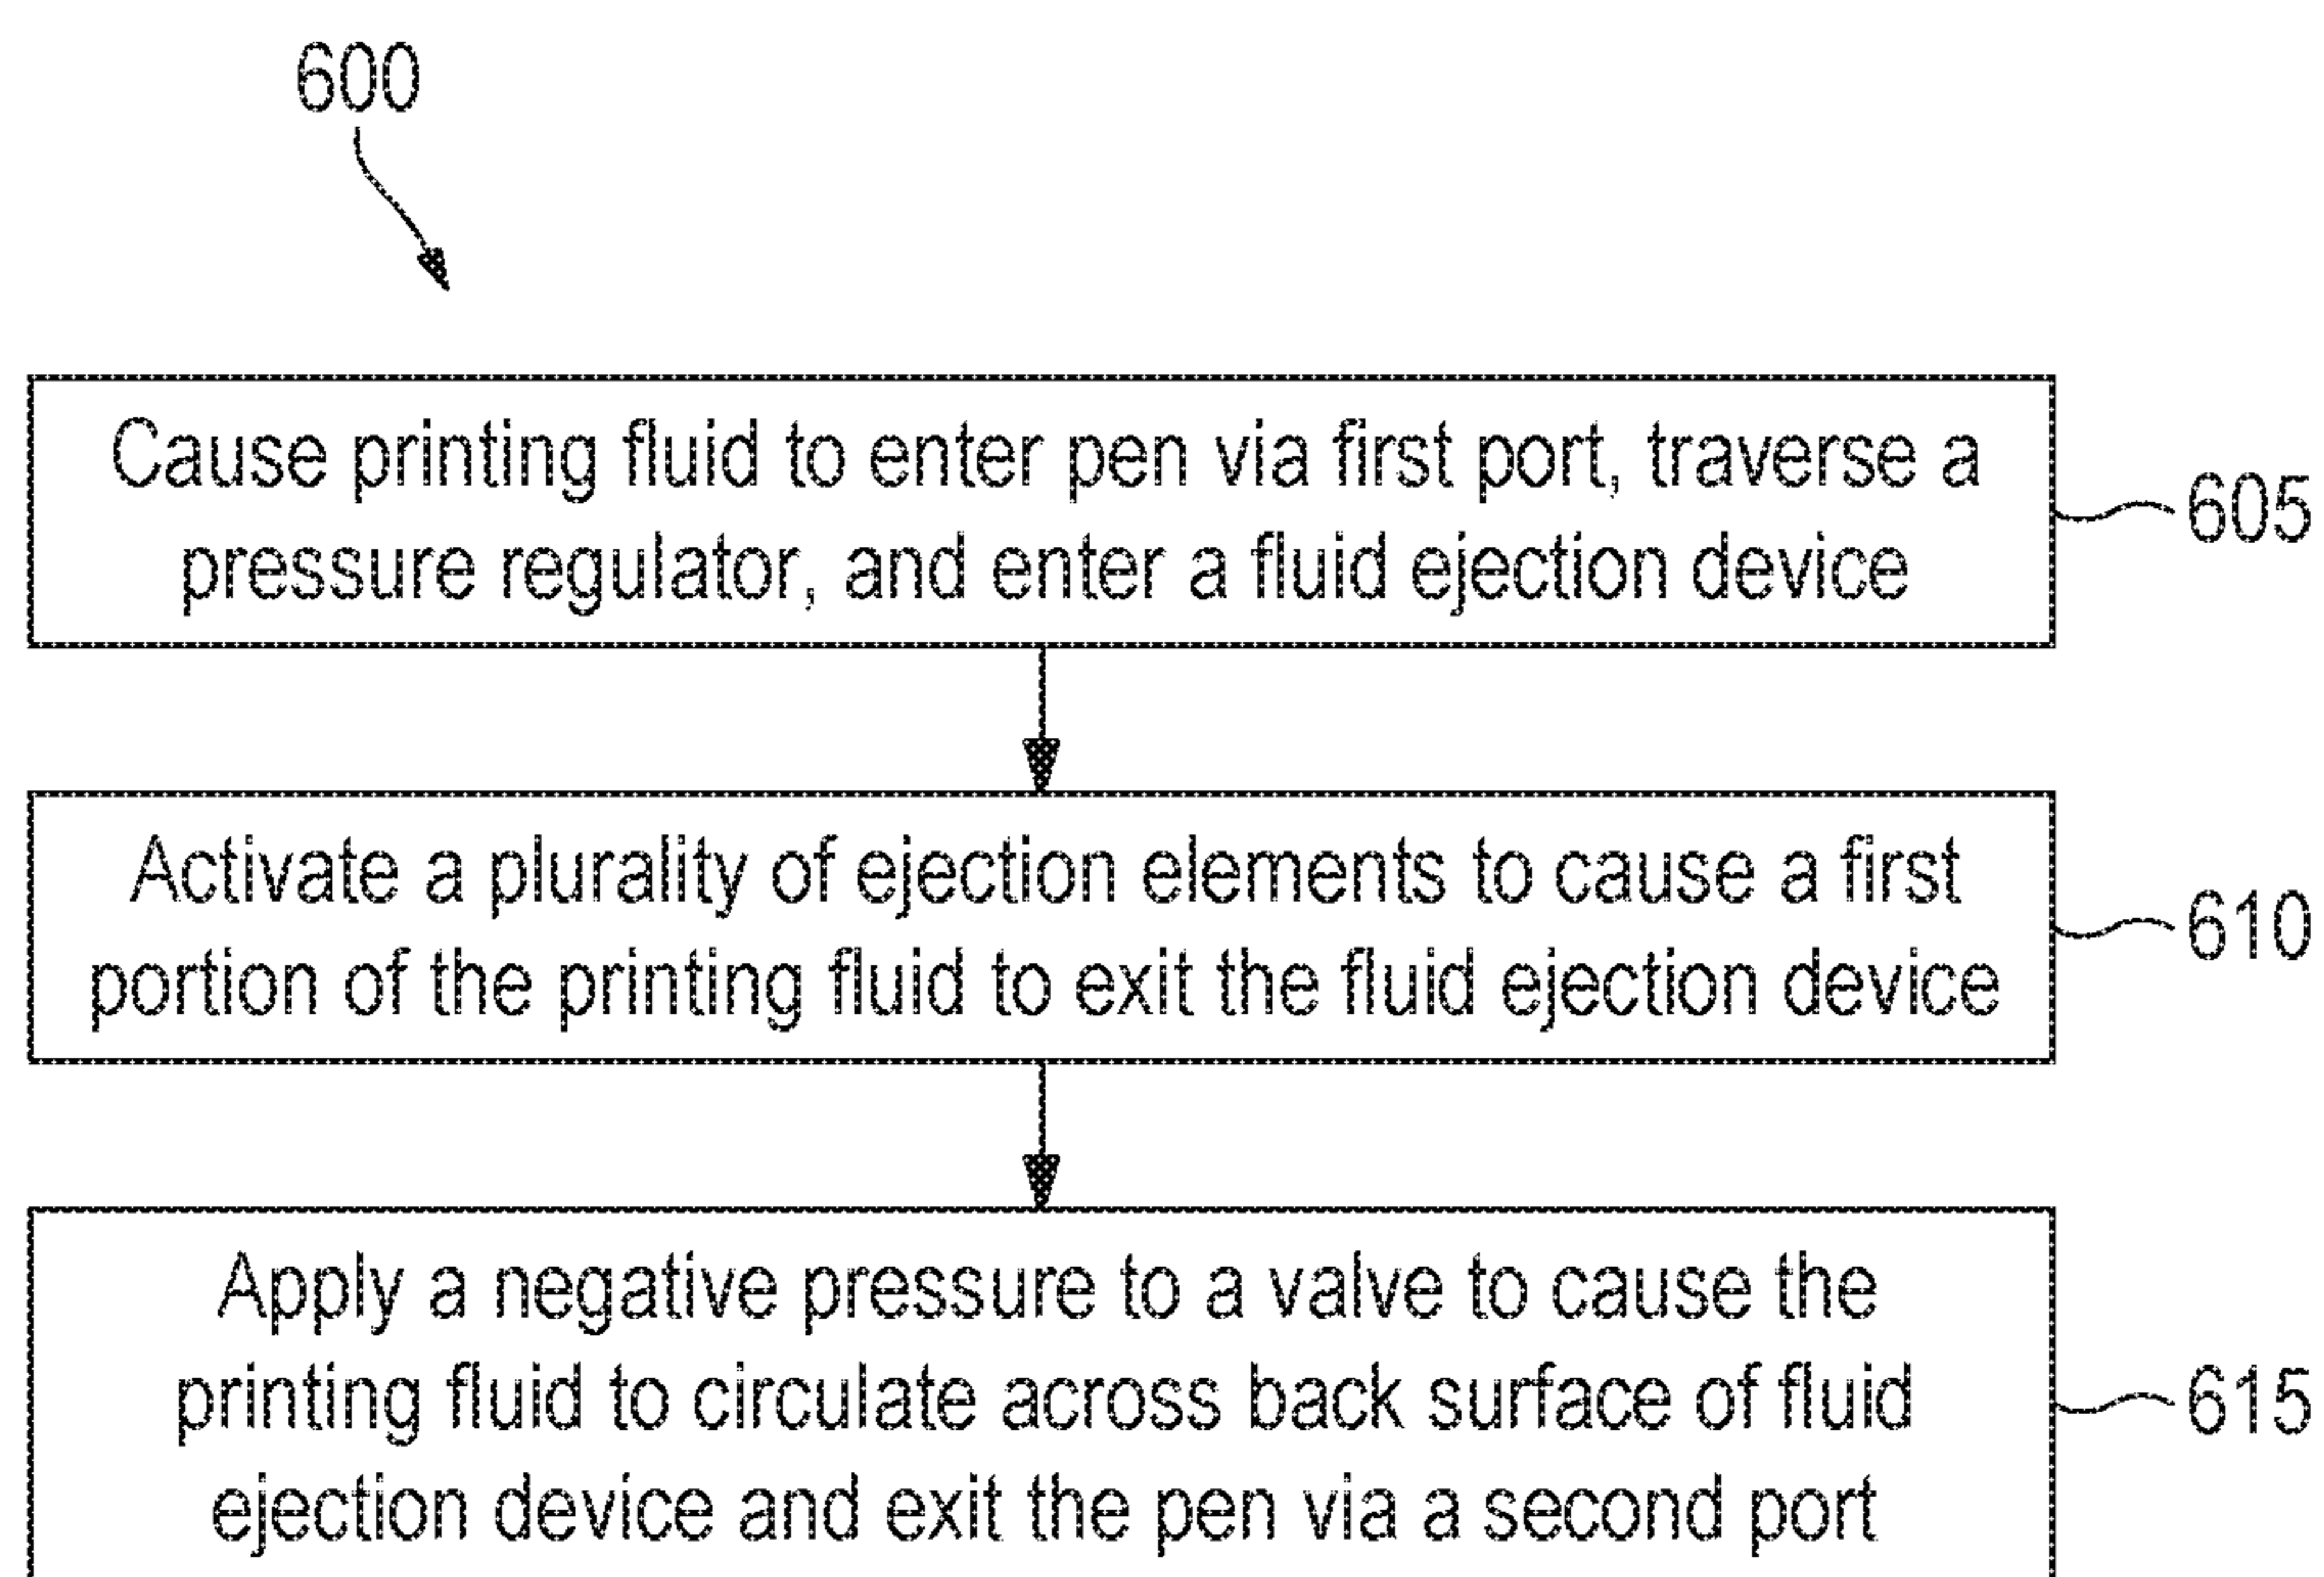 600
Cause printing fluid to enter pen via first port, traverse a
pressure regulator, and enter a fluid ejection device
605
Activate a plurality of ejection elements to cause a first
portion of the printing fluid to exit the fluid ejection device
610
Apply a negative pressure to a valve to cause the
printing fluid to circulate across back surface of fluid
ejection device and exit the pen via a second port
615